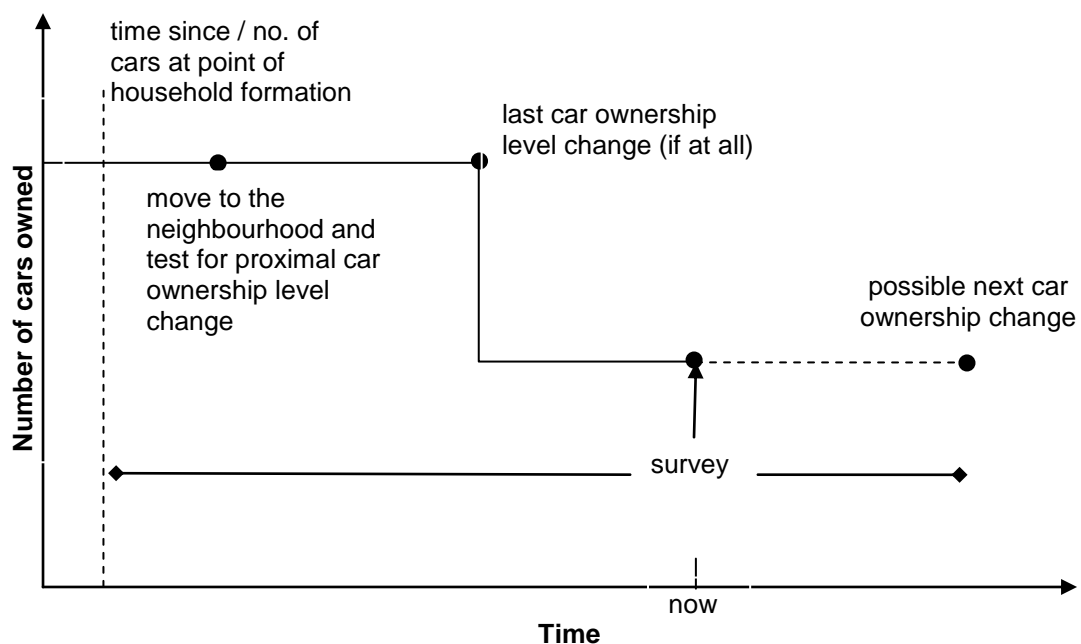 time since / no. of
cars at point of
household formation
last car ownership
level change (if at all)
move to the
neighbourhood and
test for proximal car
ownership level
change
possible next car
ownership change
Number of cars owned
survey
now
Time